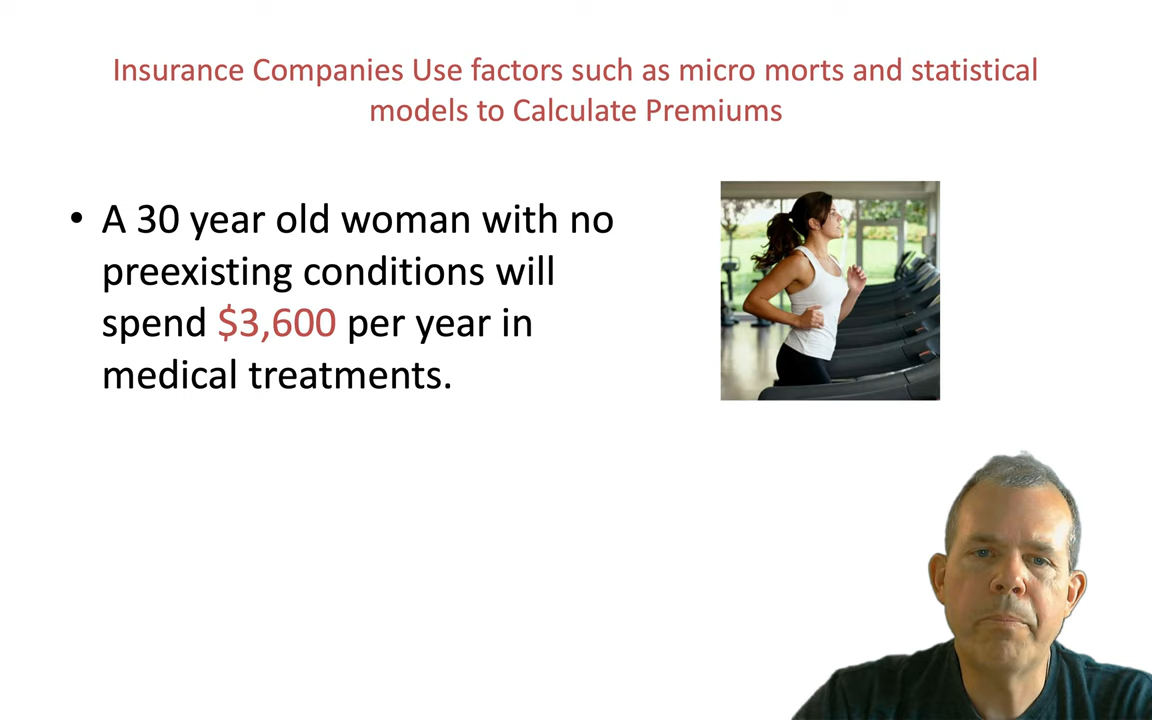 Insurance Companies Use factors such as micro morts and statistical
models to Calculate Premiums
• A 30 year old woman with no
preexisting conditions will
spend $3,600 per year in
medical treatments.